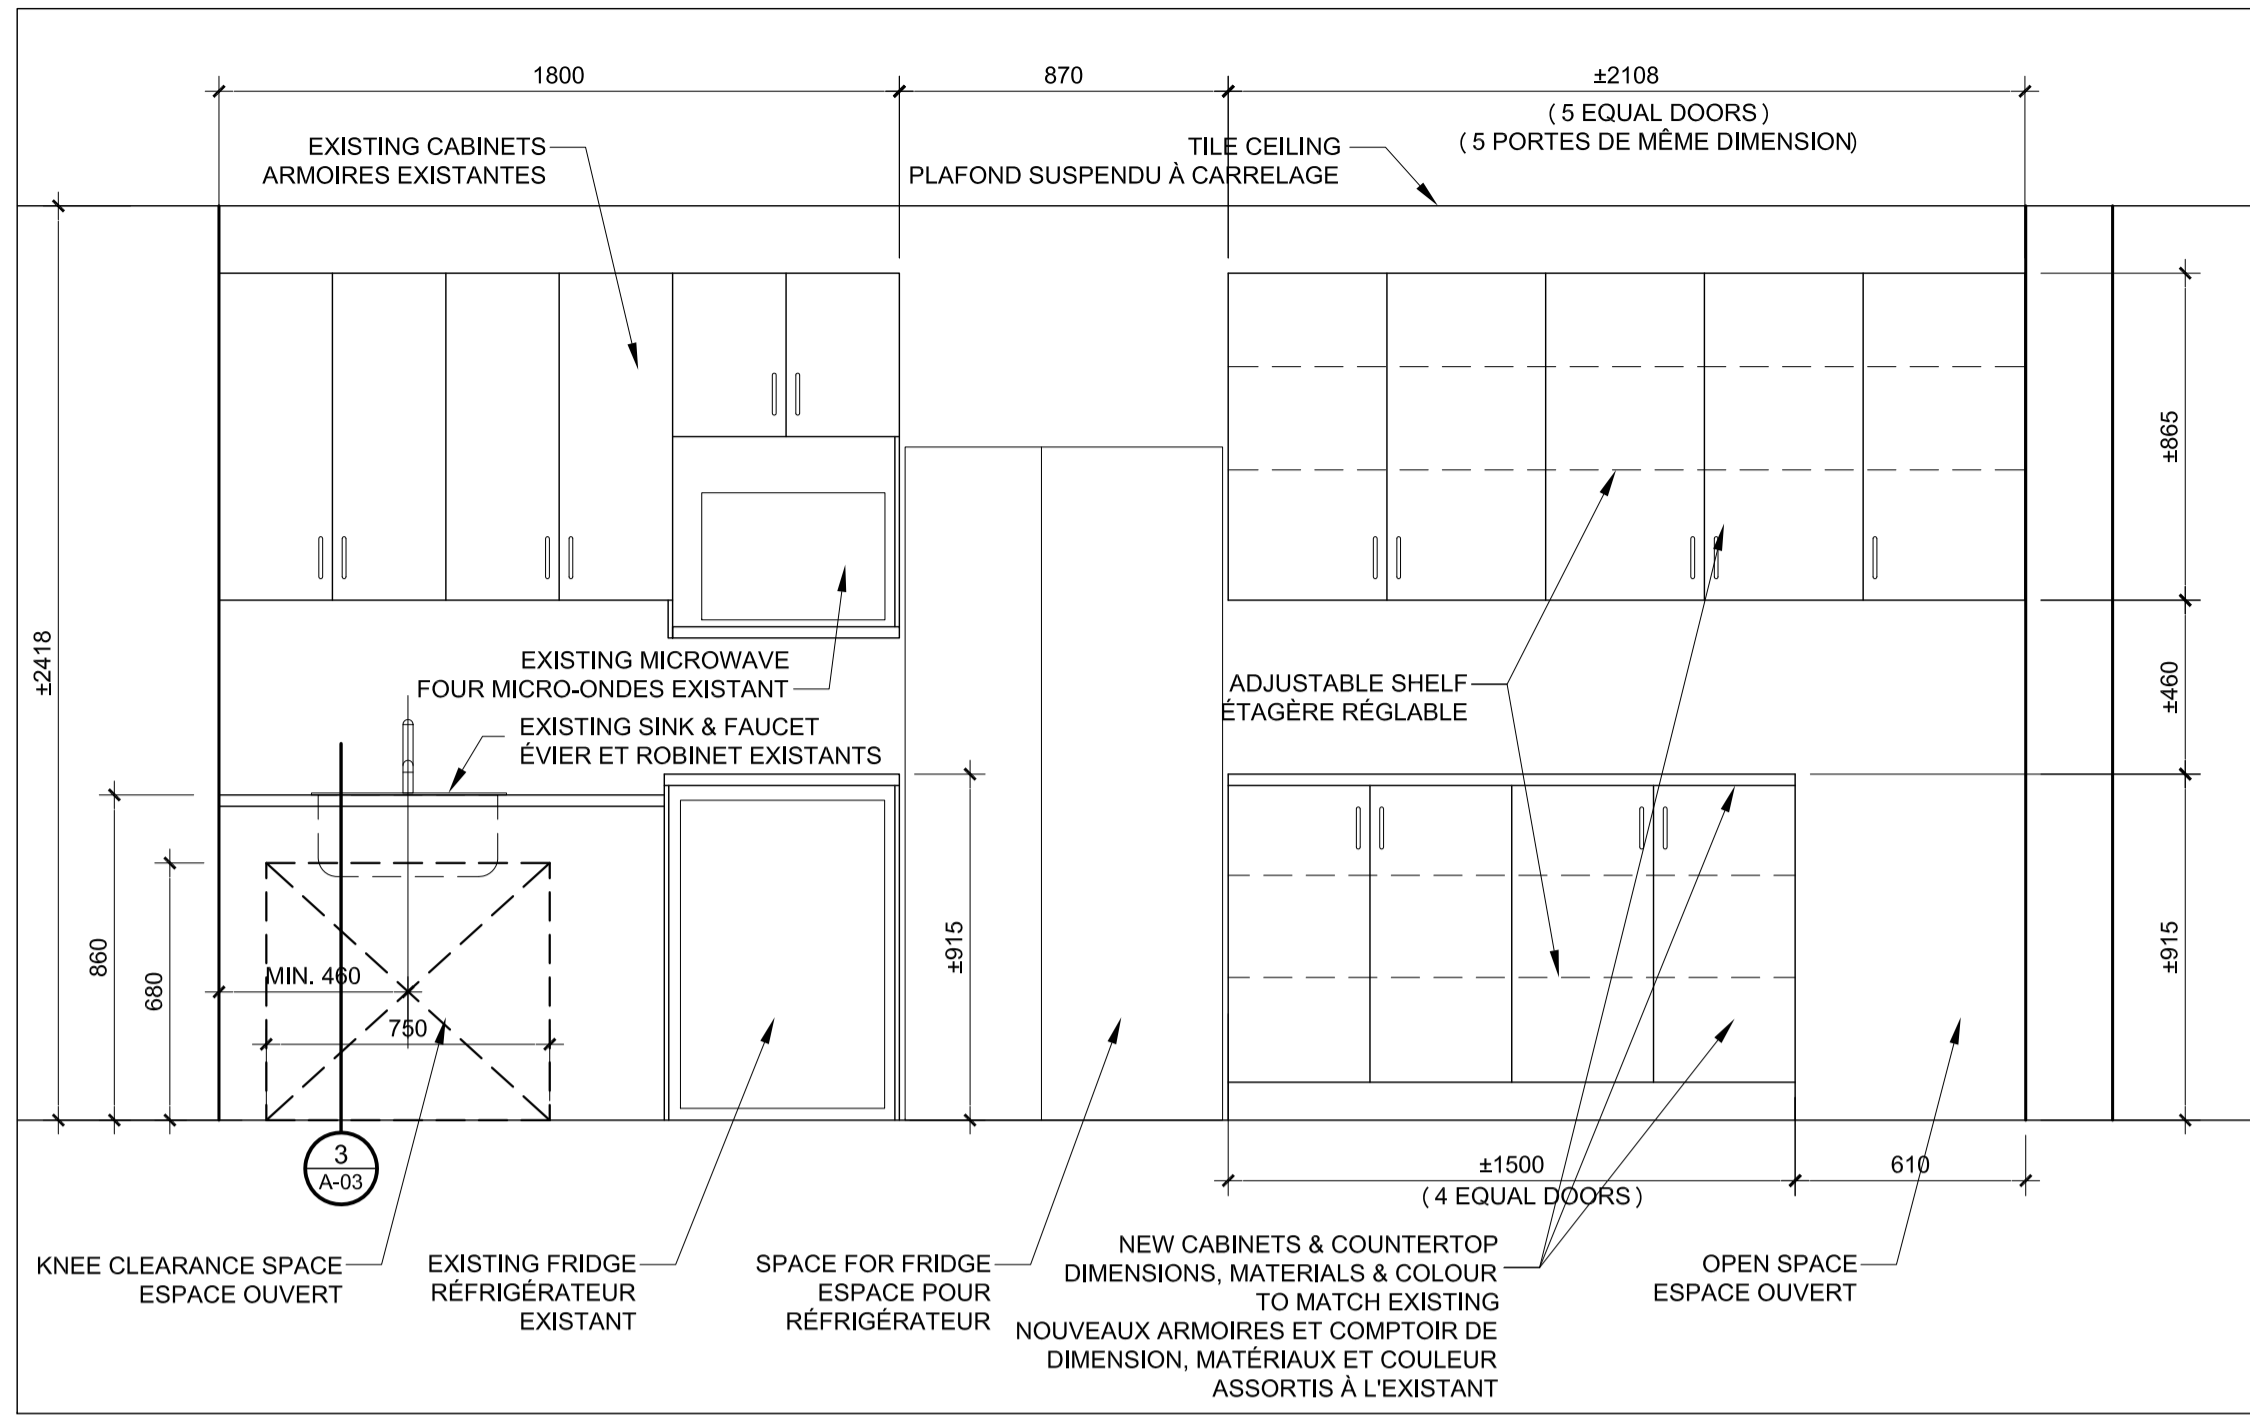 1800
870
±2108
( 5 EQUAL DOORS )
( 5 PORTES DE MÊME DIMENSION)
EXISTING CABINETS
ARMOIRES EXISTANTES
TILE CEILING
PLAFOND SUSPENDU À CARRELAGE
±2418
±865
EXISTING MICROWAVE
FOUR MICRO-ONDES EXISTANT
EXISTING SINK & FAUCET
ÉVIER ET ROBINET EXISTANTS
ADJUSTABLE SHELF
ÉTAGÈRE RÉGLABLE
±460
860
680
MIN. 460
750
±915
±915
3
A-03
±1500
( 4 EQUAL DOORS )
610
KNEE CLEARANCE SPACE
ESPACE OUVERT
EXISTING FRIDGE
RÉFRIGÉRATEUR
EXISTANT
SPACE FOR FRIDGE
ESPACE POUR
RÉFRIGÉRATEUR
NEW CABINETS & COUNTERTOP
DIMENSIONS, MATERIALS & COLOUR
TO MATCH EXISTING
NOUVEAUX ARMOIRES ET COMPTOIR DE
DIMENSION, MATÉRIAUX ET COULEUR
ASSORTIS À L'EXISTANT
OPEN SPACE
ESPACE OUVERT